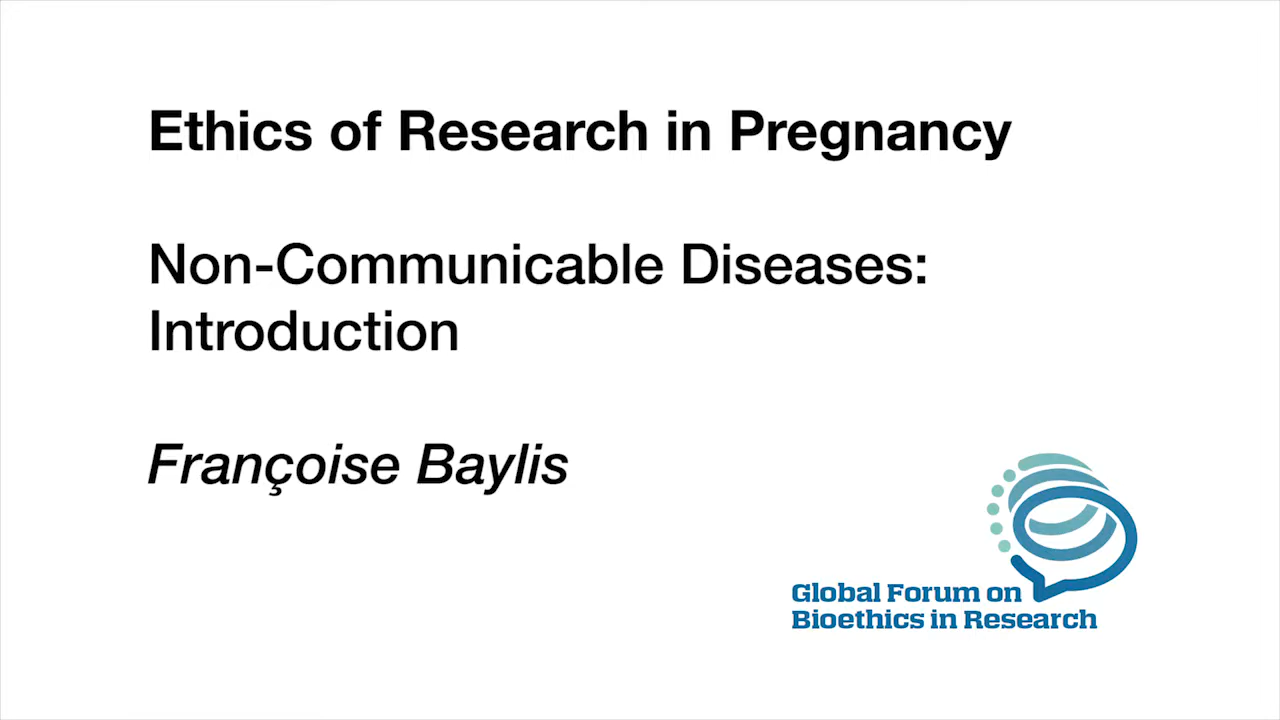 Ethics of Research in Pregnancy
Non-Communicable Diseases:
Introduction
Françoise Baylis
Global Forum on
Bioethics in Research